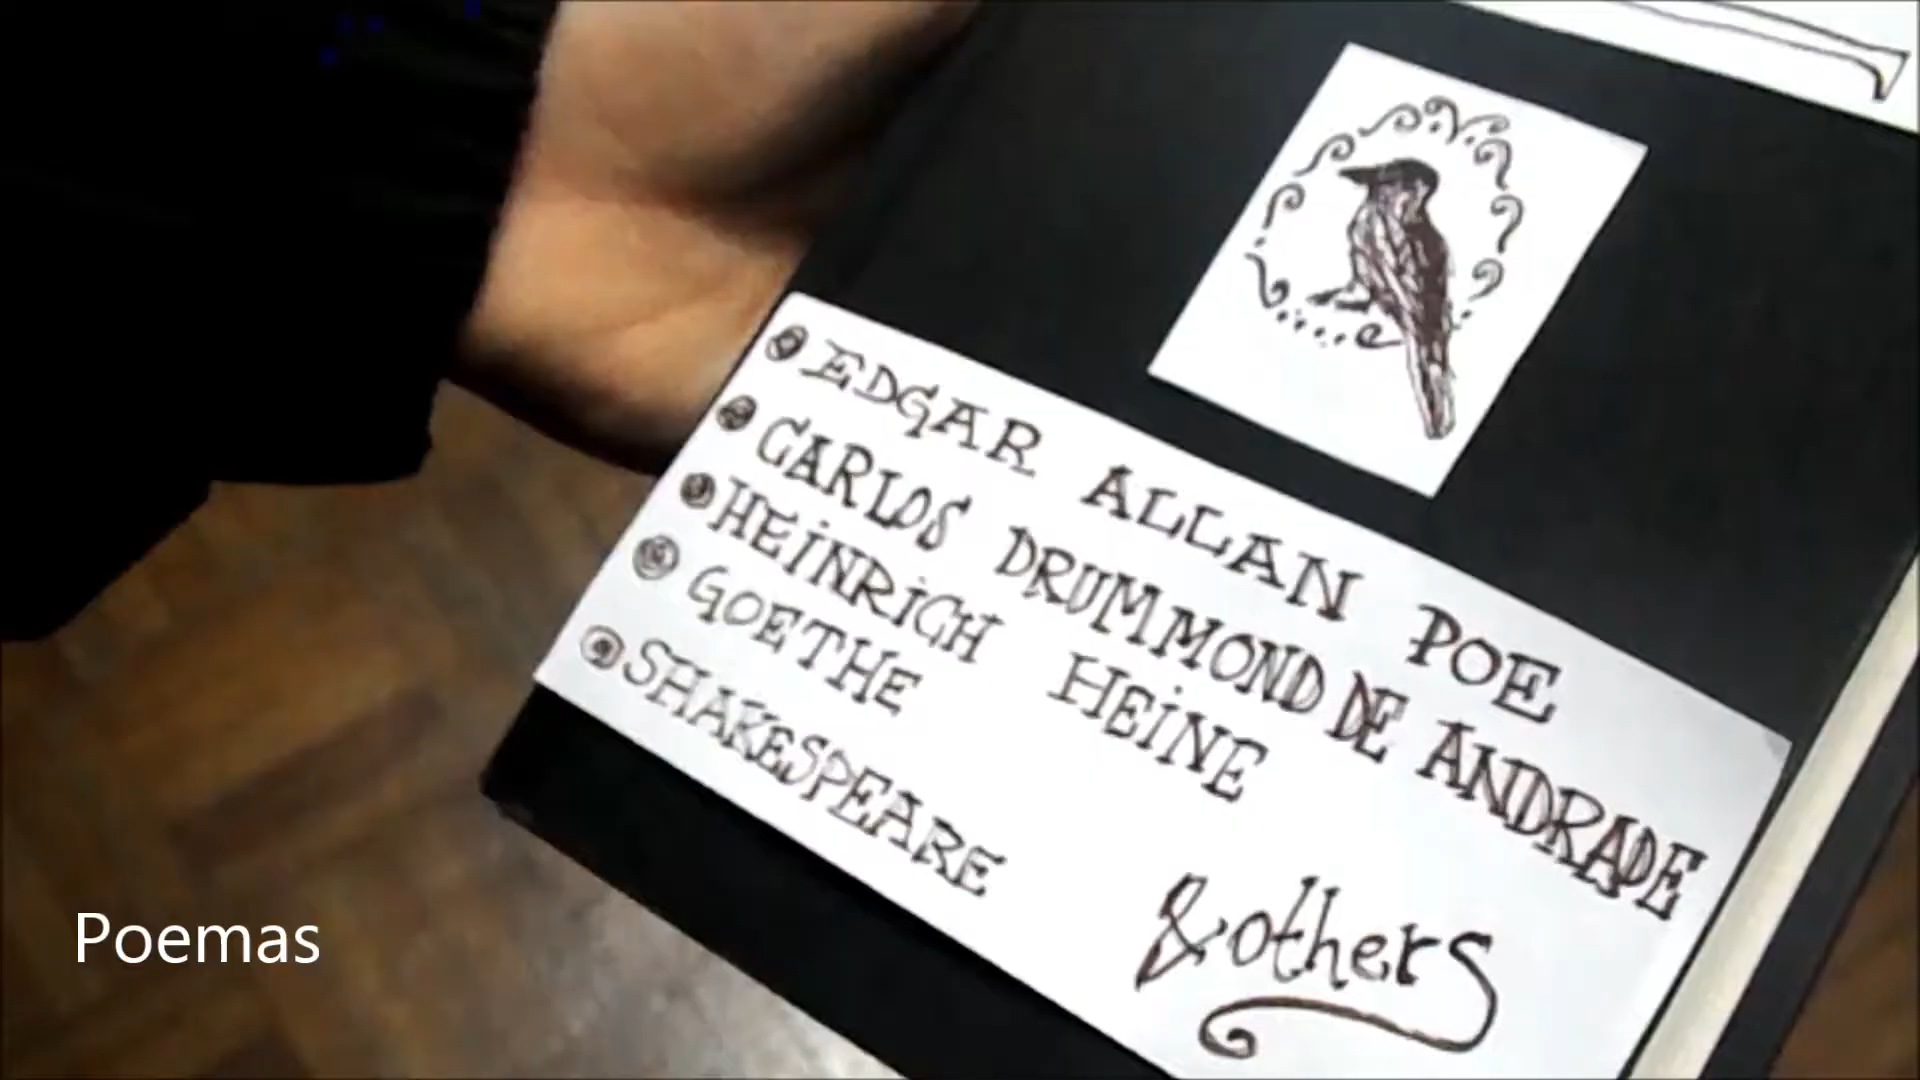 EDGAR ALLAN POE
CARLOS DRUMMOND DE ANDRADE
HEINRICH HEINE
GOETHE
SHAKESPEARE
& others
Poemas